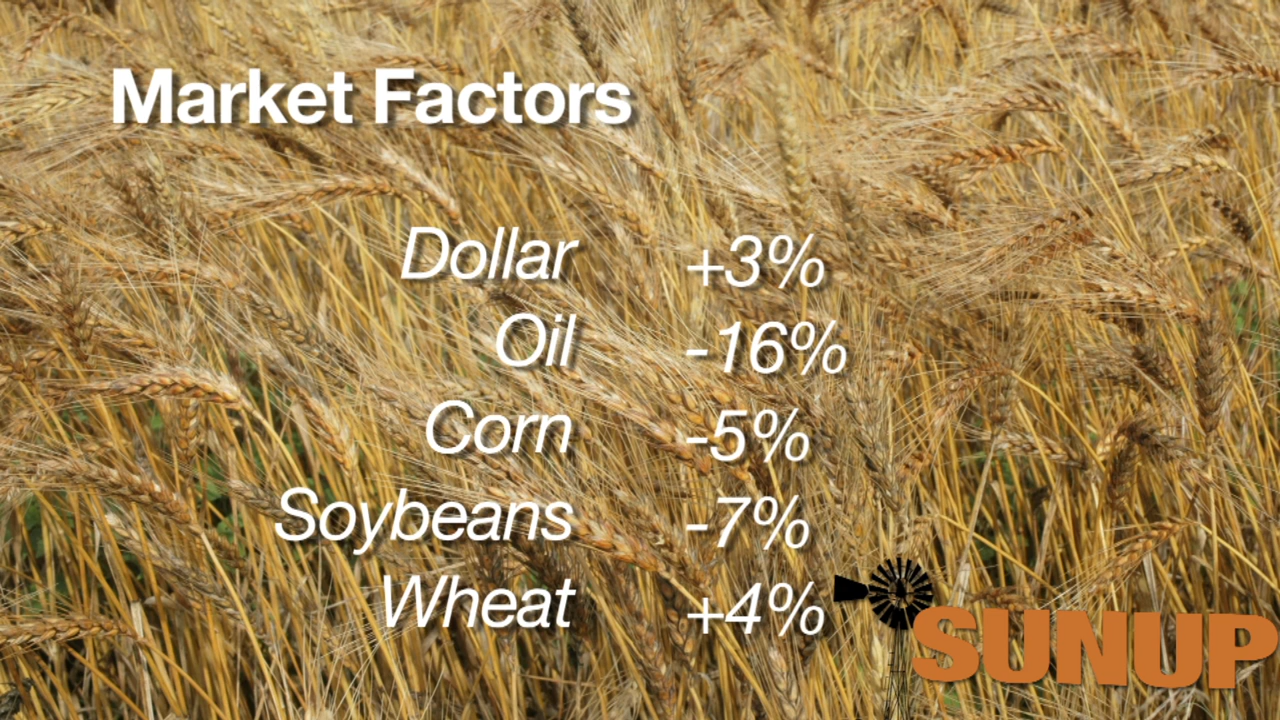 Market Factors
Dollar +3%
Oil -16%
Corn -5%
Soybeans -7%
Wheat +4%
SUNUP